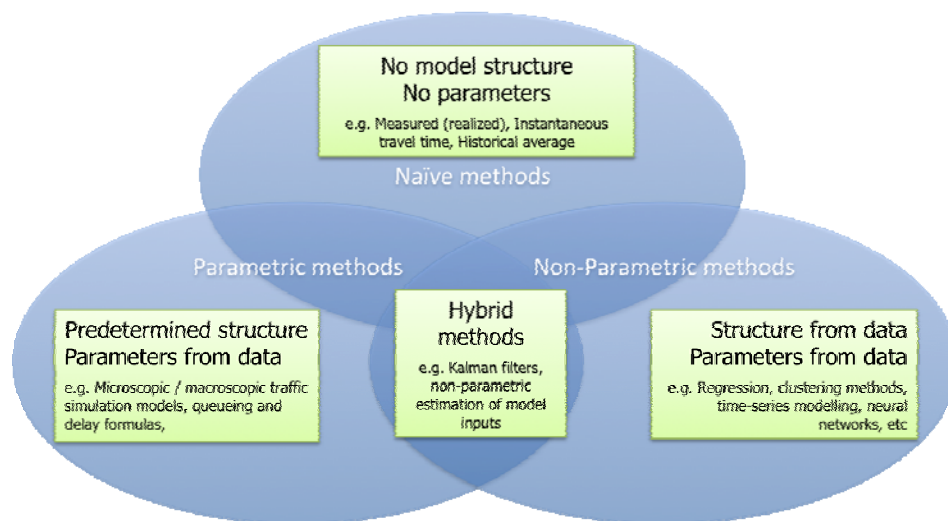 No model structure
No parameters
e.g. Measured (realized), Instantaneous
travel time, Historical average
Naïve methods
Parametric methods
Non-Parametric methods
Predetermined structure
Parameters from data
e.g. Microscopic / macroscopic traffic
simulation models, queueing and
delay formulas,
Hybrid
methods
e.g. Kalman filters,
non-parametric
estimation of model
inputs
Structure from data
Parameters from data
e.g. Regression, clustering methods,
time-series modelling, neural
networks, etc